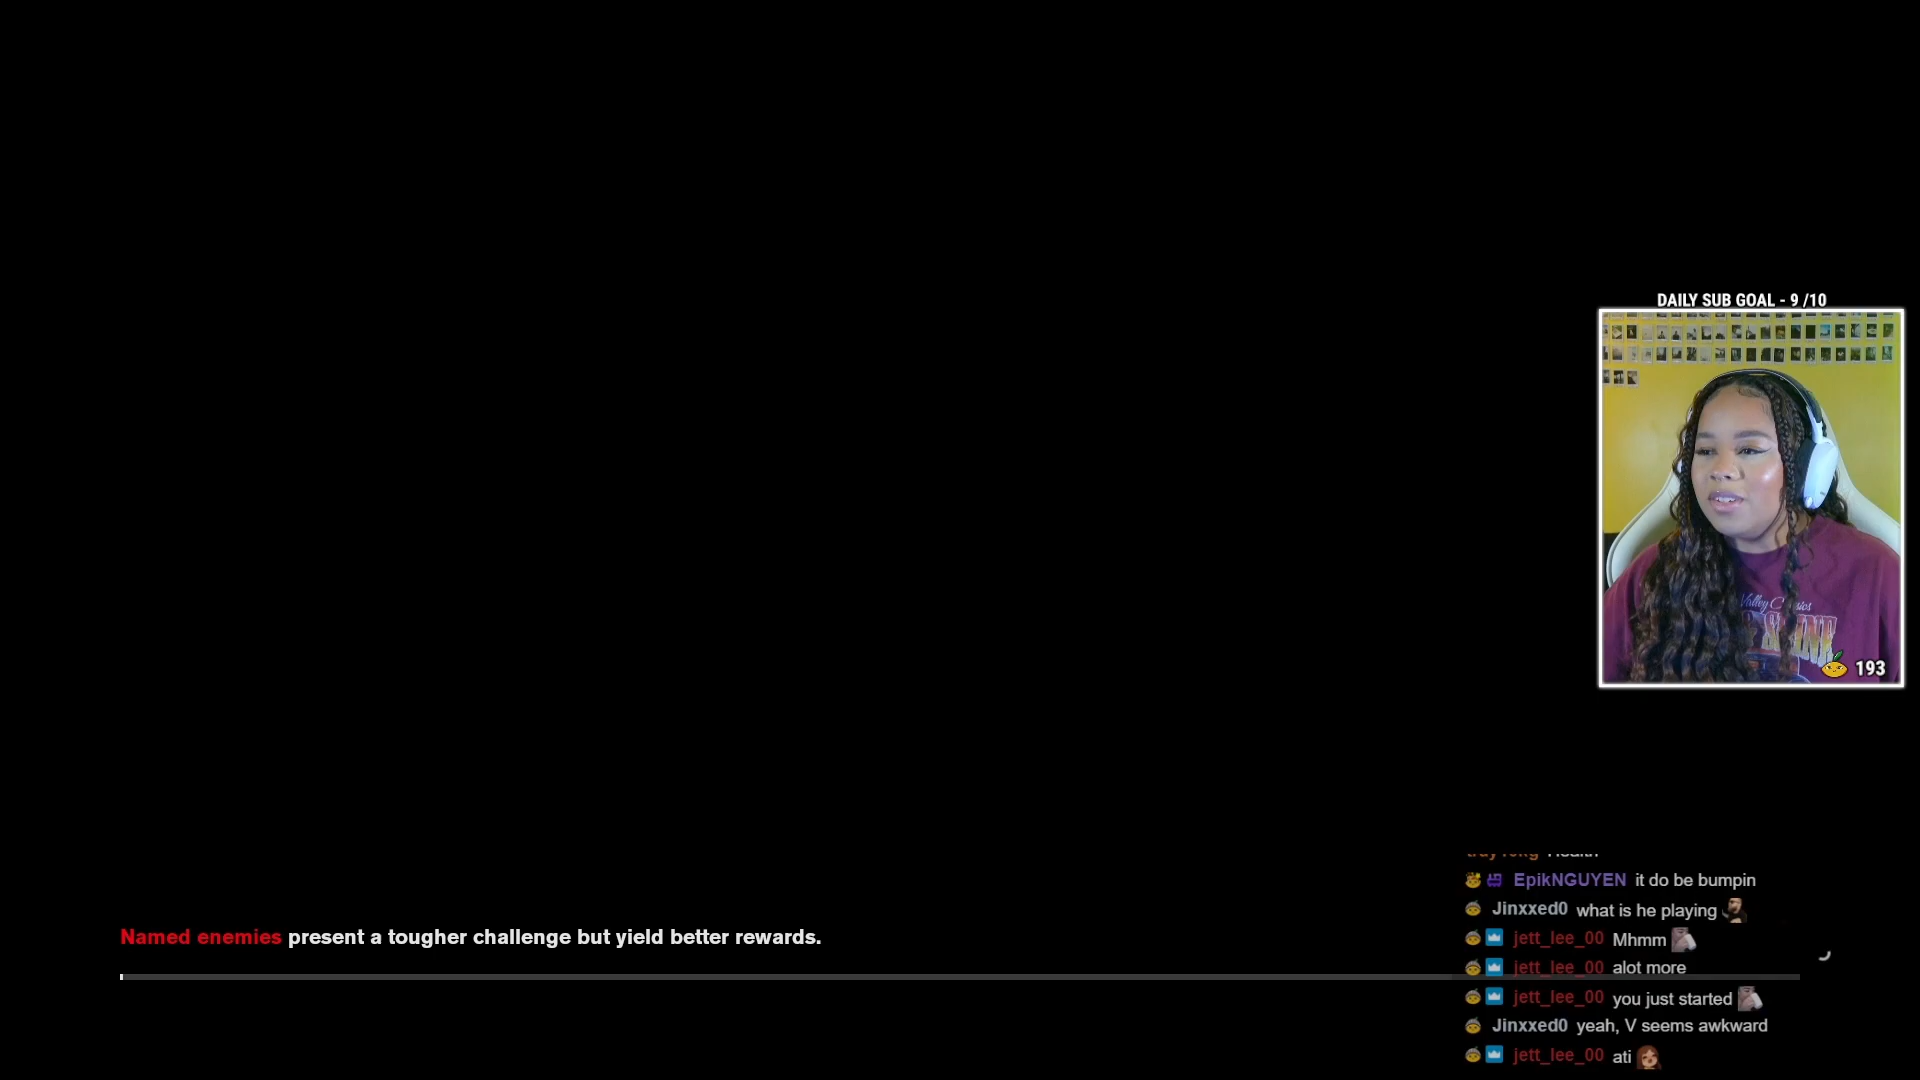 DAILY SUB GOAL - 9 /10
Valley
193
EpikNGUYEN it do be bumpin
Jinxxed0 what is he playing
jett_lee_00 Mhmm
jett_lee_00 alot more
jett_lee_00 you just started
Jinxxed0 yeah, V seems awkward
jett_lee_00 ati
Named enemies present a tougher challenge but yield better rewards.